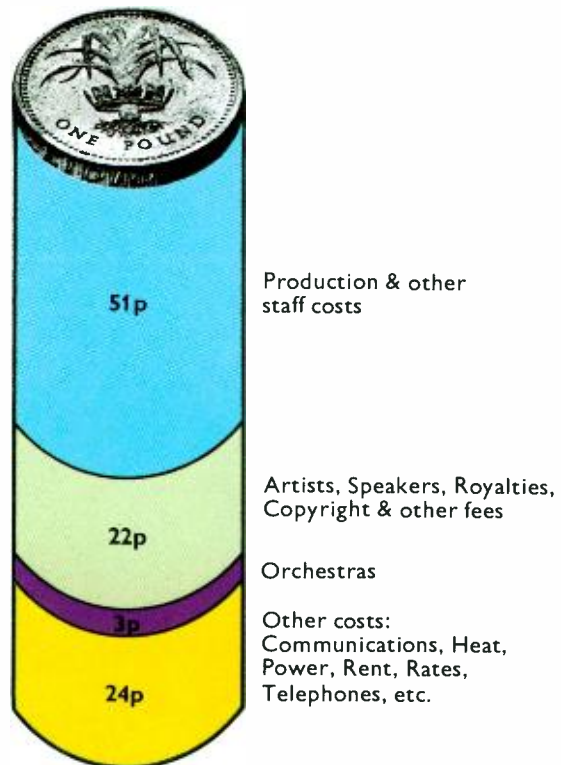 ONE POUND
51p
Production & other
staff costs
22p
Artists, Speakers, Royalties,
Copyright & other fees
3p
Orchestras
24p
Other costs:
Communications, Heat,
Power, Rent, Rates,
Telephones, etc.